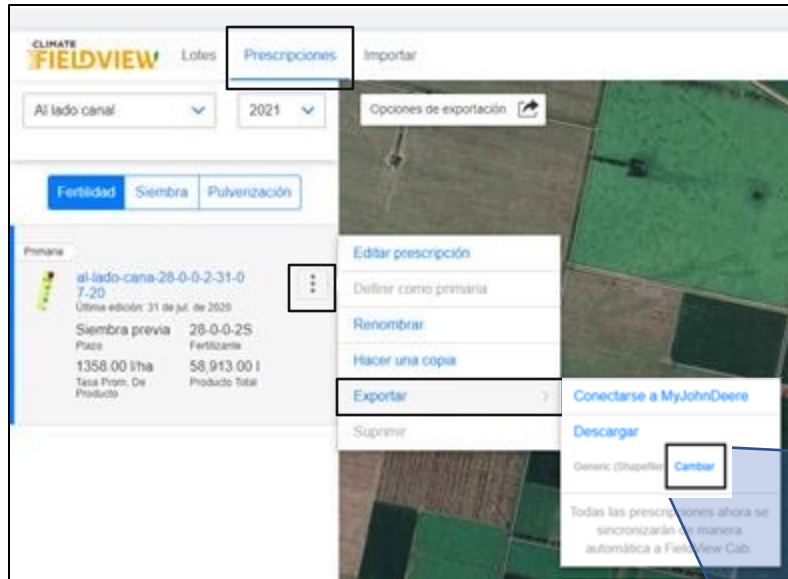 CLIMATE
FIELDVIEW
Lotes
Prescripciones
Importar
Al lado canal
2021
Opciones de exportación
Fertilidad
Siembra
Pulverización
Primaria
al-lado-cana-28-0-0-2-31-0
7-20
Última edición: 31 de jul. de 2020
Siembra previa
28-0-0-2S
Plazo
Fertilizante
1358.00 l/ha
58,913.00 l
Tasa Prom. De
Producto
Producto Total
Editar prescripción
Definir como primaria
Renombrar
Hacer una copia
Exportar
Suprimir
Conectarse a MyJohnDeere
Descargar
Generic (Shapefile
Cambiar
Todas las prescripciones ahora se
sincronizarán de manera
automática a FieldView Cab.